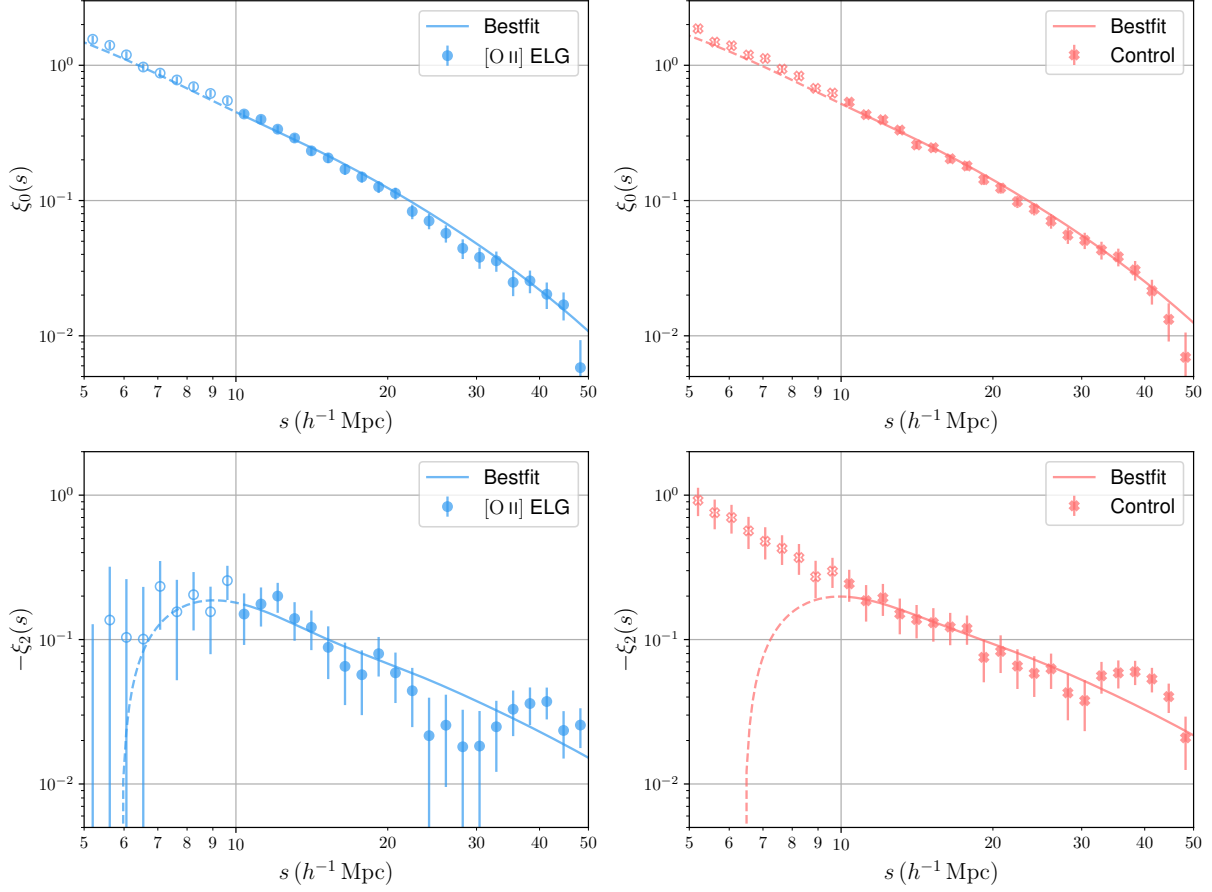 Bestfit
[O II] ELG
ξ₀(s)
10⁰
10⁻¹
10⁻²
5 6 7 8 9 10 20 30 40 50
s (h⁻¹ Mpc)
Bestfit
Control
ξ₀(s)
10⁰
10⁻¹
10⁻²
5 6 7 8 9 10 20 30 40 50
s (h⁻¹ Mpc)
Bestfit
[O II] ELG
−ξ₂(s)
10⁰
10⁻¹
10⁻²
5 6 7 8 9 10 20 30 40 50
s (h⁻¹ Mpc)
Bestfit
Control
−ξ₂(s)
10⁰
10⁻¹
10⁻²
5 6 7 8 9 10 20 30 40 50
s (h⁻¹ Mpc)